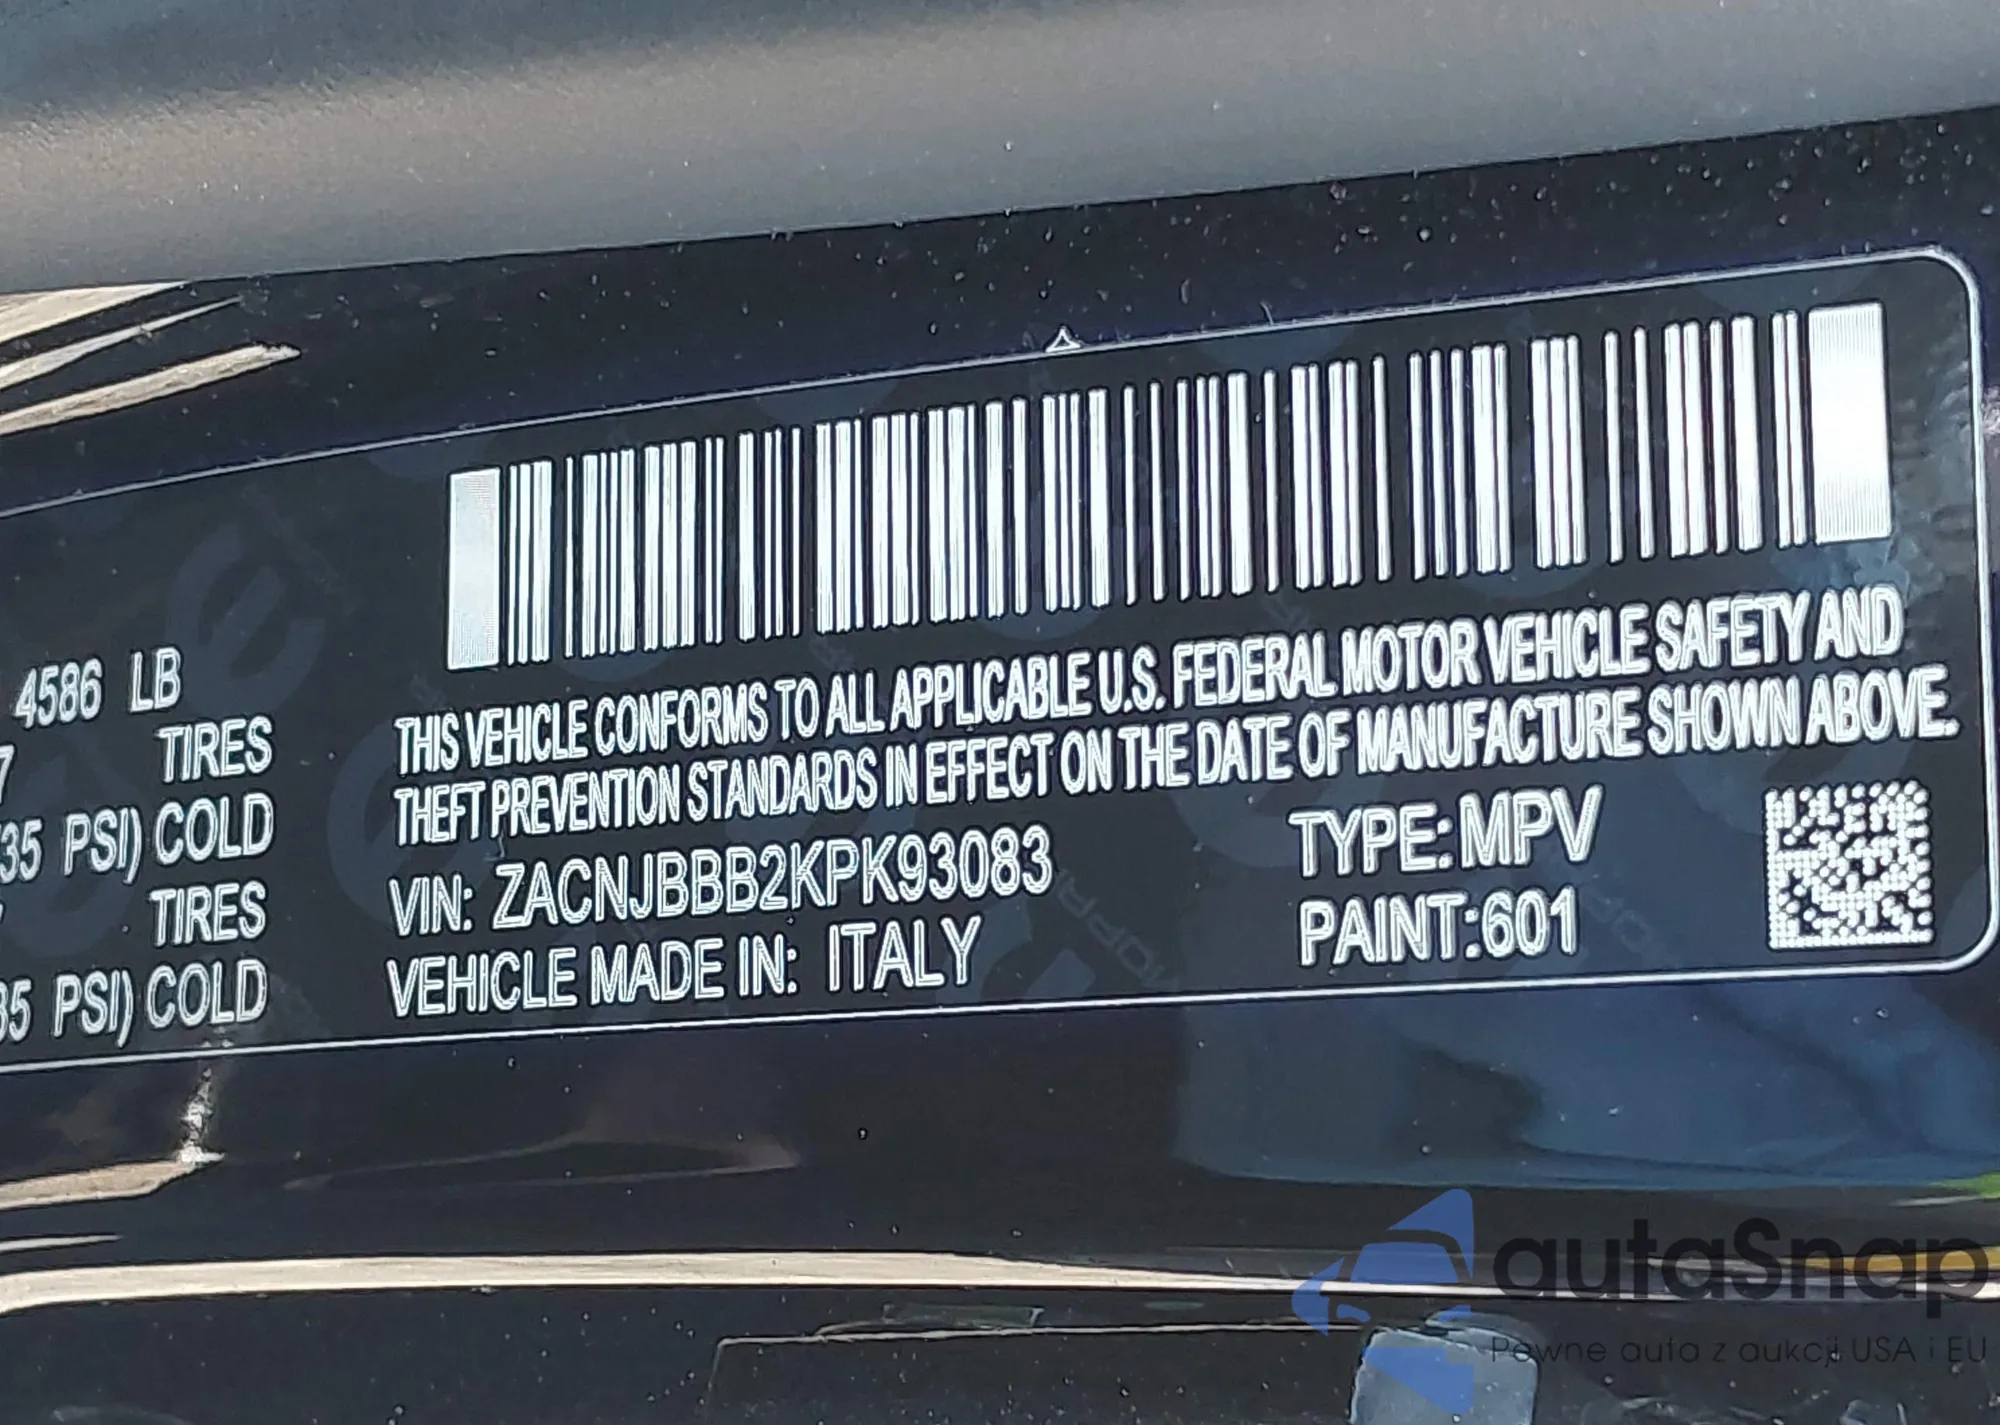 4586 LB
7 TIRES
35 PSI) COLD
TIRES
35 PSI) COLD
THIS VEHICLE CONFORMS TO ALL APPLICABLE U.S. FEDERAL MOTOR VEHICLE SAFETY AND
THEFT PREVENTION STANDARDS IN EFFECT ON THE DATE OF MANUFACTURE SHOWN ABOVE.
VIN: ZACNJBBB2KPK93083
TYPE: MPV
VEHICLE MADE IN: ITALY
PAINT: 601
autaSnap
Pewne auta z aukcji USA i EU